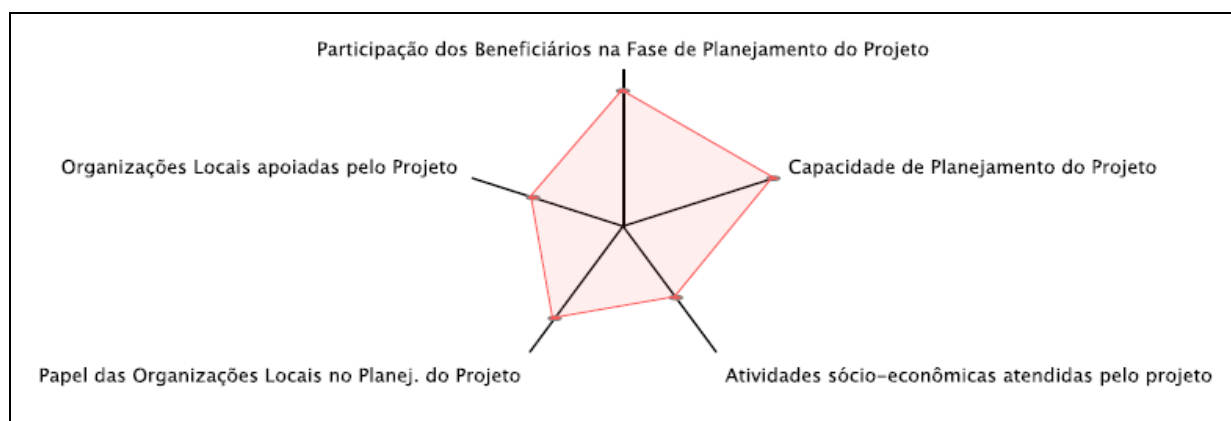 Participação dos Beneficiários na Fase de Planejamento do Projeto
Organizações Locais apoiadas pelo Projeto
Capacidade de Planejamento do Projeto
Papel das Organizações Locais no Planej. do Projeto
Atividades sócio-econômicas atendidas pelo projeto